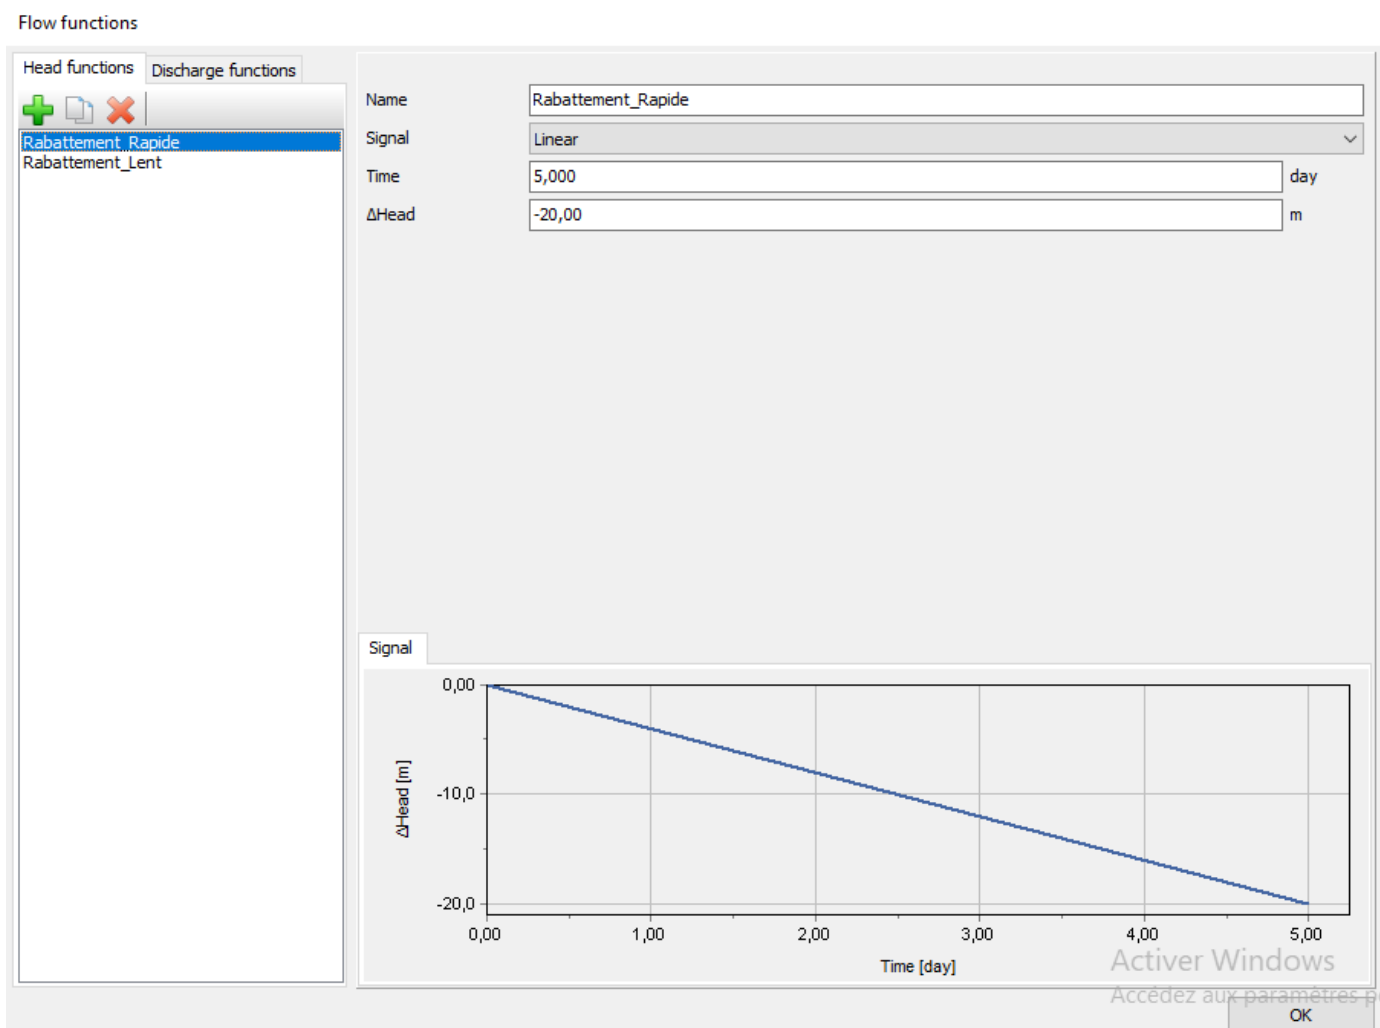 Flow functions
Head functions
Discharge functions
Rabattement_Rapide
Rabattement_Lent
Name
Rabattement_Rapide
Signal
Linear
Time
5,000
day
ΔHead
-20,00
m
Signal
0,00
-10,0
-20,0
ΔHead [m]
0,00
1,00
2,00
3,00
4,00
5,00
Time [day]
Activer Windows
Accédez aux paramètres
OK